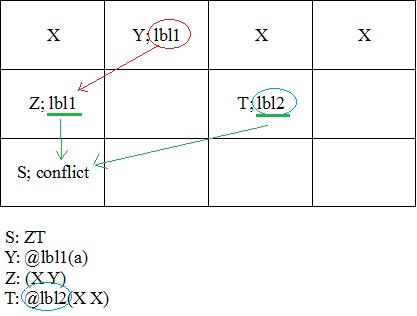 X Y; lbl1 X X
Z; lbl1 T; lbl2
S; conflict
S: ZT
Y: @lbl1(a)
Z: (X Y)
T: @lbl2(X X)